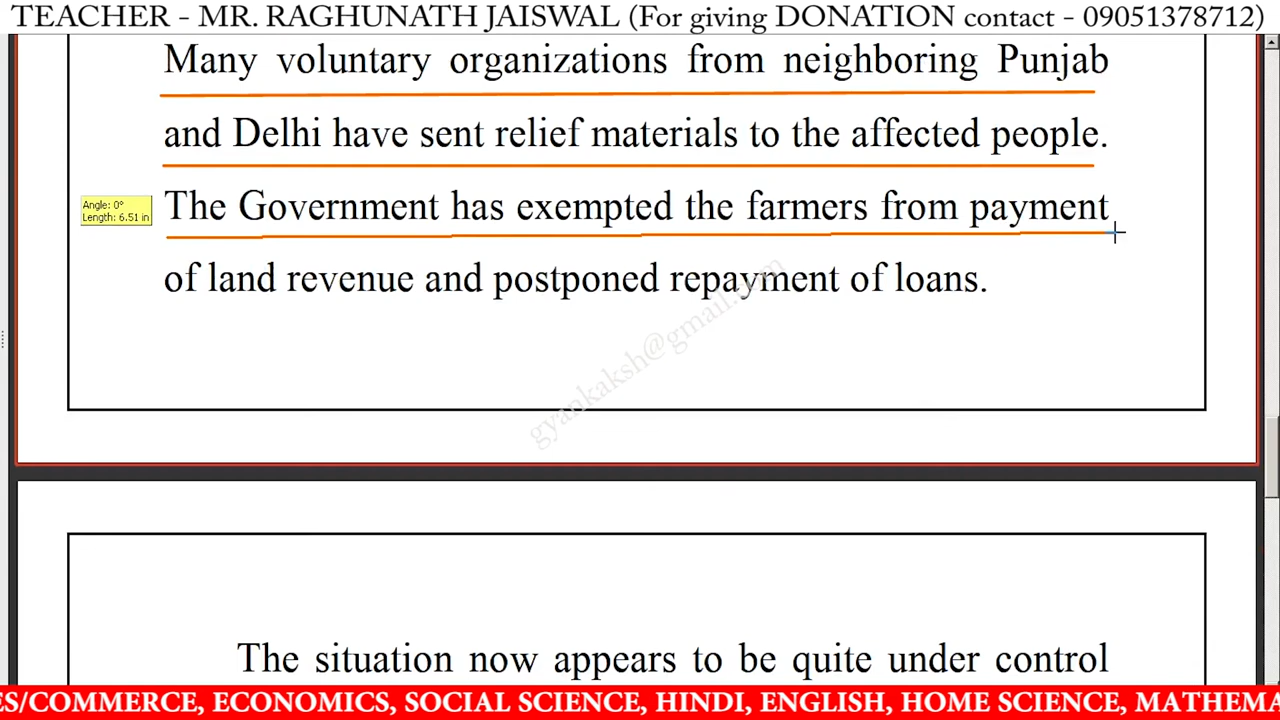 TEACHER - MR. RAGHUNATH JAISWAL (For giving DONATION contact - 09051378712)
Many voluntary organizations from neighboring Punjab
and Delhi have sent relief materials to the affected people.
Angle: 0°
Length: 6.51 in
The Government has exempted the farmers from payment
of land revenue and postponed repayment of loans.
gyankaksh@gmail.com
The situation now appears to be quite under control
ES/COMMERCE, ECONOMICS, SOCIAL SCIENCE, HINDI, ENGLISH, HOME SCIENCE, MATHEMA